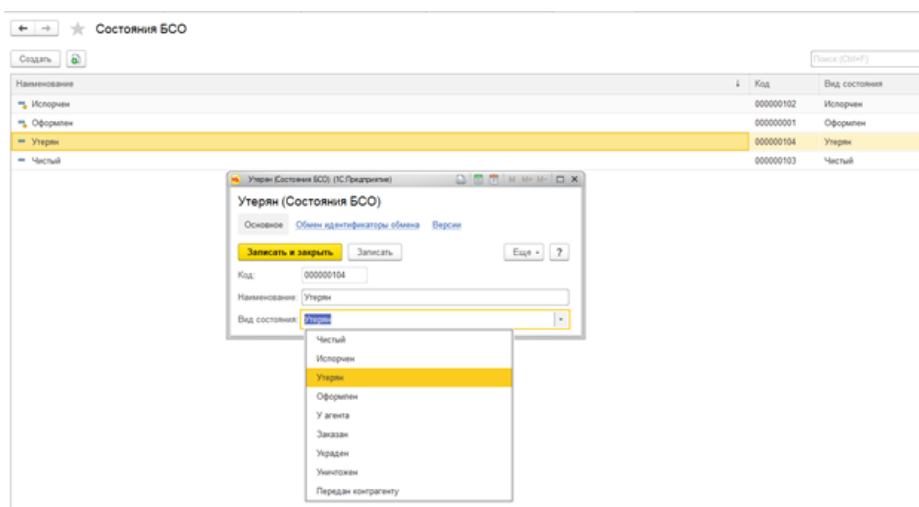 Состояния БСО
Создать
Поиск (Ctrl+F)
Наименование ↓ Код Вид состояния
Испорчен 000000102 Испорчен
Оформлен 000000001 Оформлен
Утерян 000000104 Утерян
Чистый 000000103 Чистый
Утерян (Состояния БСО) (1С:Предприятие) M M+ M-
Утерян (Состояния БСО)
Основное Обмен идентификаторы обмена Версии
Записать и закрыть Записать Еще ?
Код: 000000104
Наименование: Утерян
Вид состояния: Утерян
Чистый
Испорчен
Утерян
Оформлен
У агента
Заказан
Украден
Уничтожен
Передан контрагенту